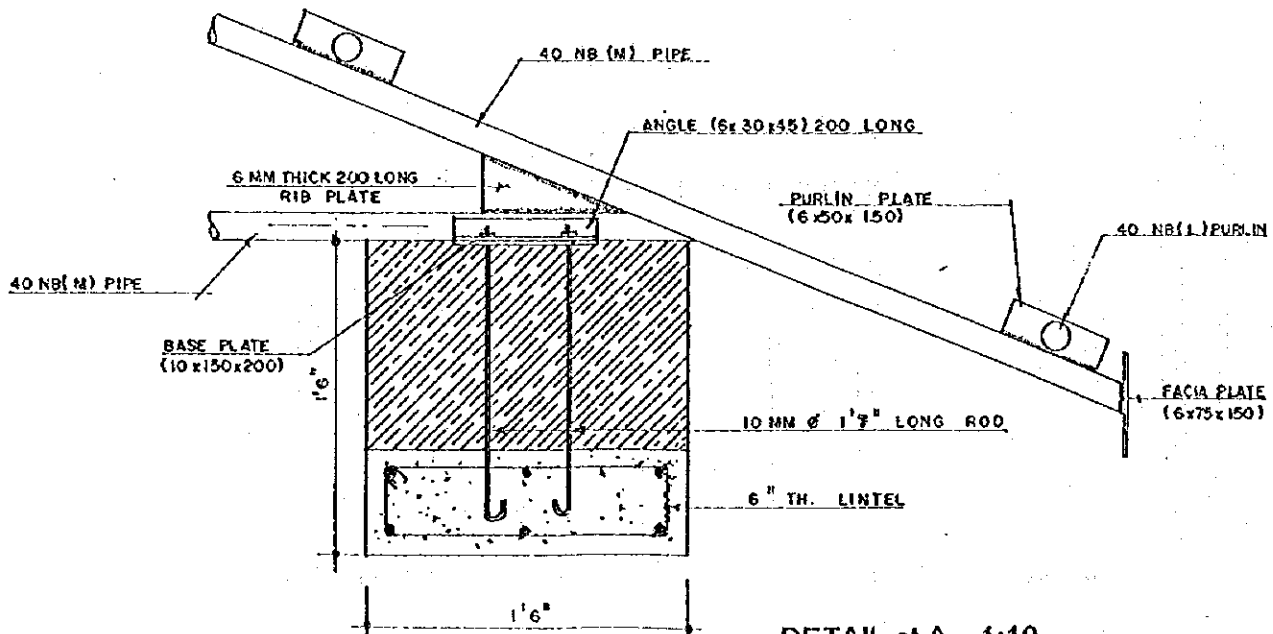 40 NB (M) PIPE
ANGLE (6x30x45) 200 LONG
6 MM THICK 200 LONG
RIB PLATE
PURLIN PLATE
(6x50x150)
40 NB(L) PURLIN
40 NB(M) PIPE
BASE PLATE
(10x150x200)
1'6"
FACIA PLATE
(6x75x150)
10 MM Ø LONG ROD
6" TH. LINTEL
1'6"
DETAIL at A 1:10